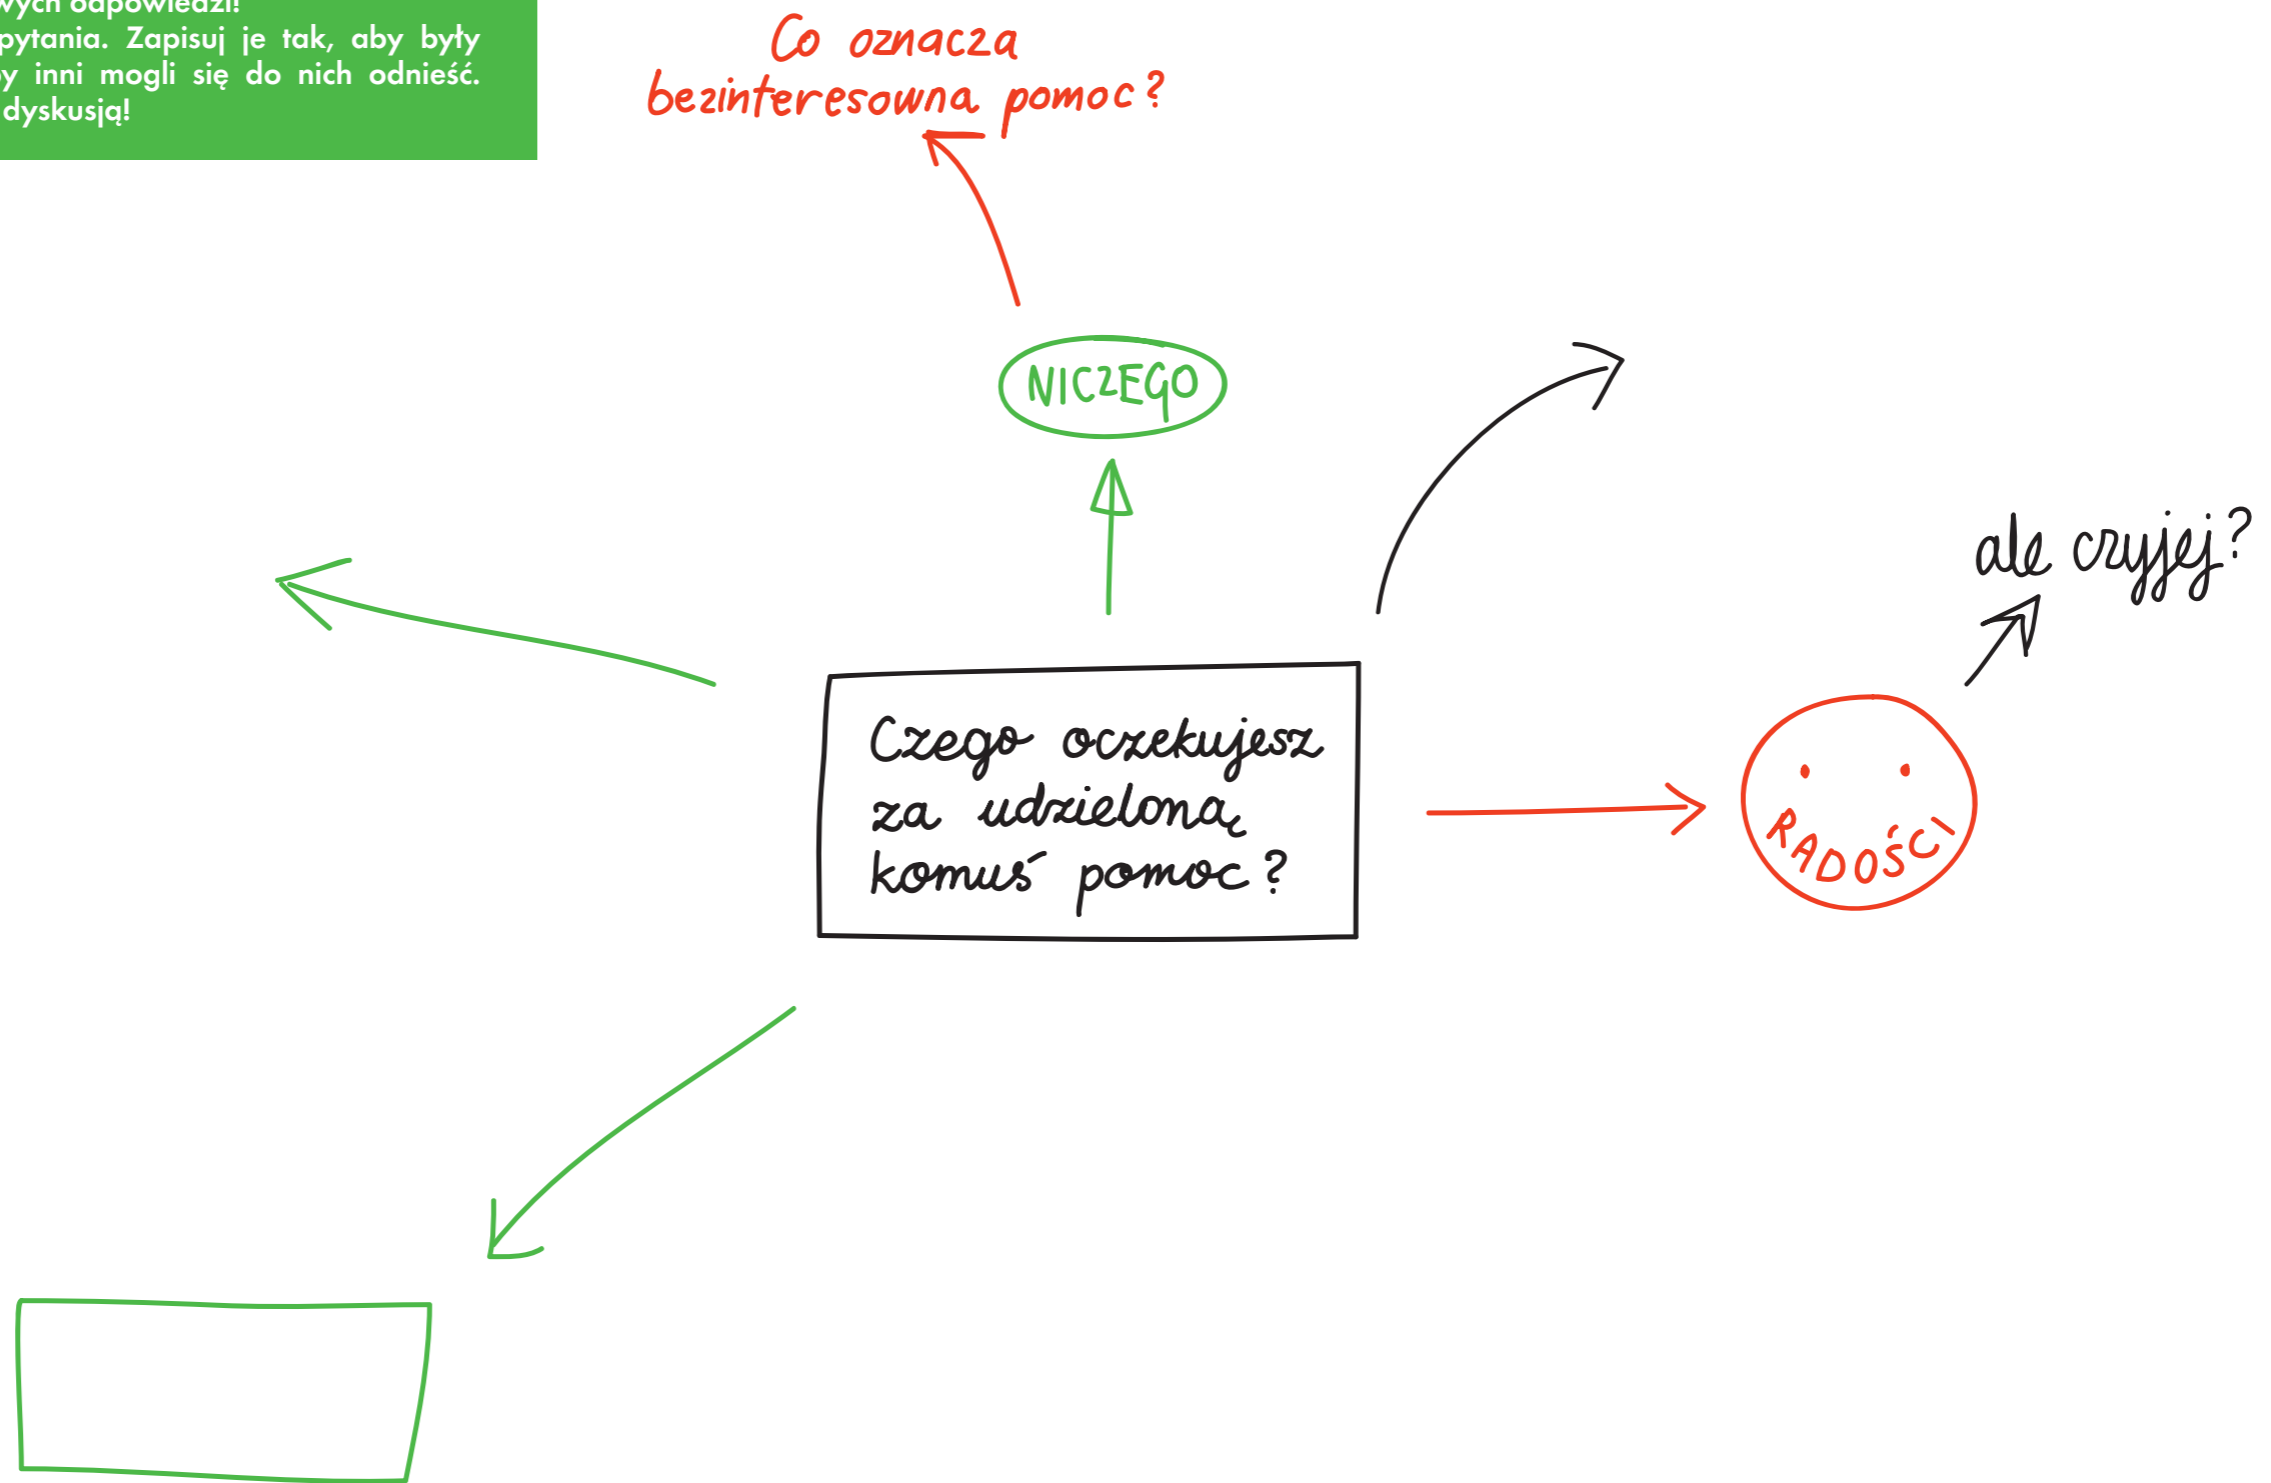 odpowiedzi!
pytania. Zapisuj je tak, aby były
inni mogli się do nich odnieść.
dyskusją!
Co oznacza
bezinteresowna pomoc?
NICZEGO
ale czyjej?
Czego oczekujesz
za udzieloną
komuś pomoc?
RADOŚCI